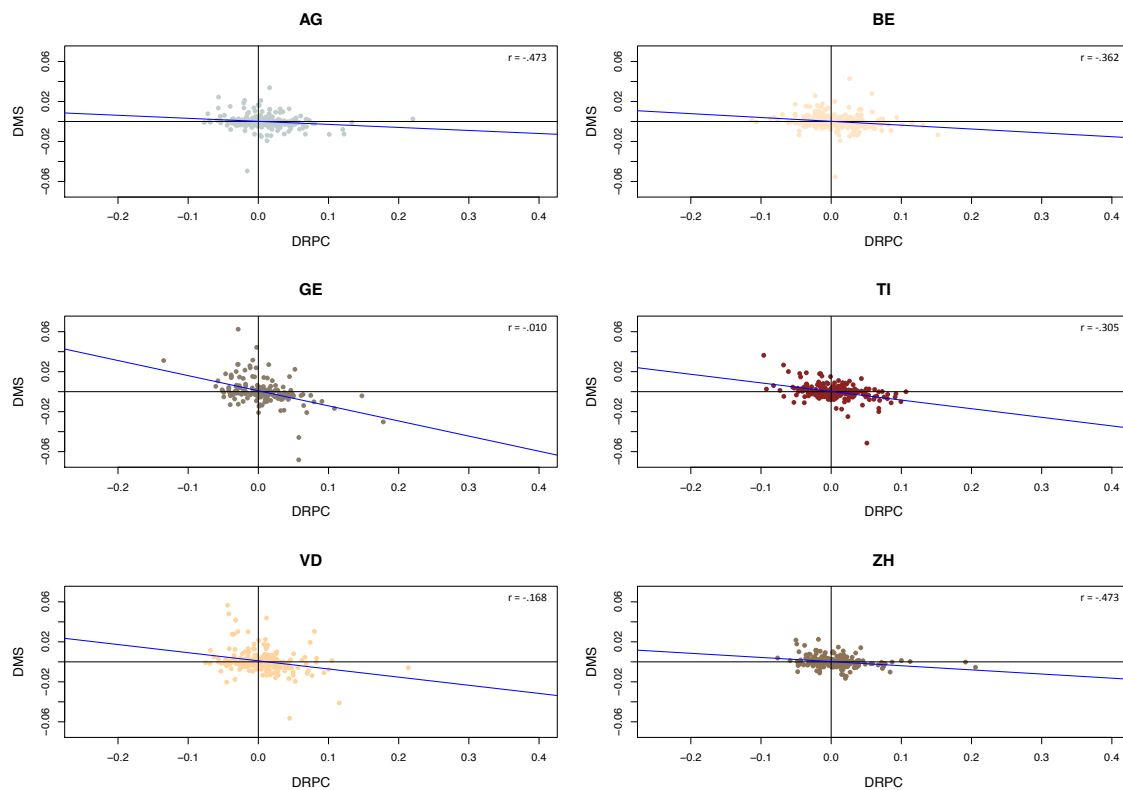 AG
r = -.473
DMS
0.06
0.02
−0.02
−0.06
−0.2
−0.1
0.0
0.1
0.2
0.3
0.4
DRPC
BE
r = -.362
DMS
0.06
0.02
−0.02
−0.06
−0.2
−0.1
0.0
0.1
0.2
0.3
0.4
DRPC
GE
r = -.010
DMS
0.06
0.02
−0.02
−0.06
−0.2
−0.1
0.0
0.1
0.2
0.3
0.4
DRPC
TI
r = -.305
DMS
0.06
0.02
−0.02
−0.06
−0.2
−0.1
0.0
0.1
0.2
0.3
0.4
DRPC
VD
r = -.168
DMS
0.06
0.02
−0.02
−0.06
−0.2
−0.1
0.0
0.1
0.2
0.3
0.4
DRPC
ZH
r = -.473
DMS
0.06
0.02
−0.02
−0.06
−0.2
−0.1
0.0
0.1
0.2
0.3
0.4
DRPC